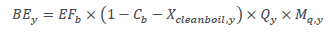 BE_y = EF_b × (1 − C_b − X_cleanboil,y) × Q_y × M_q,y